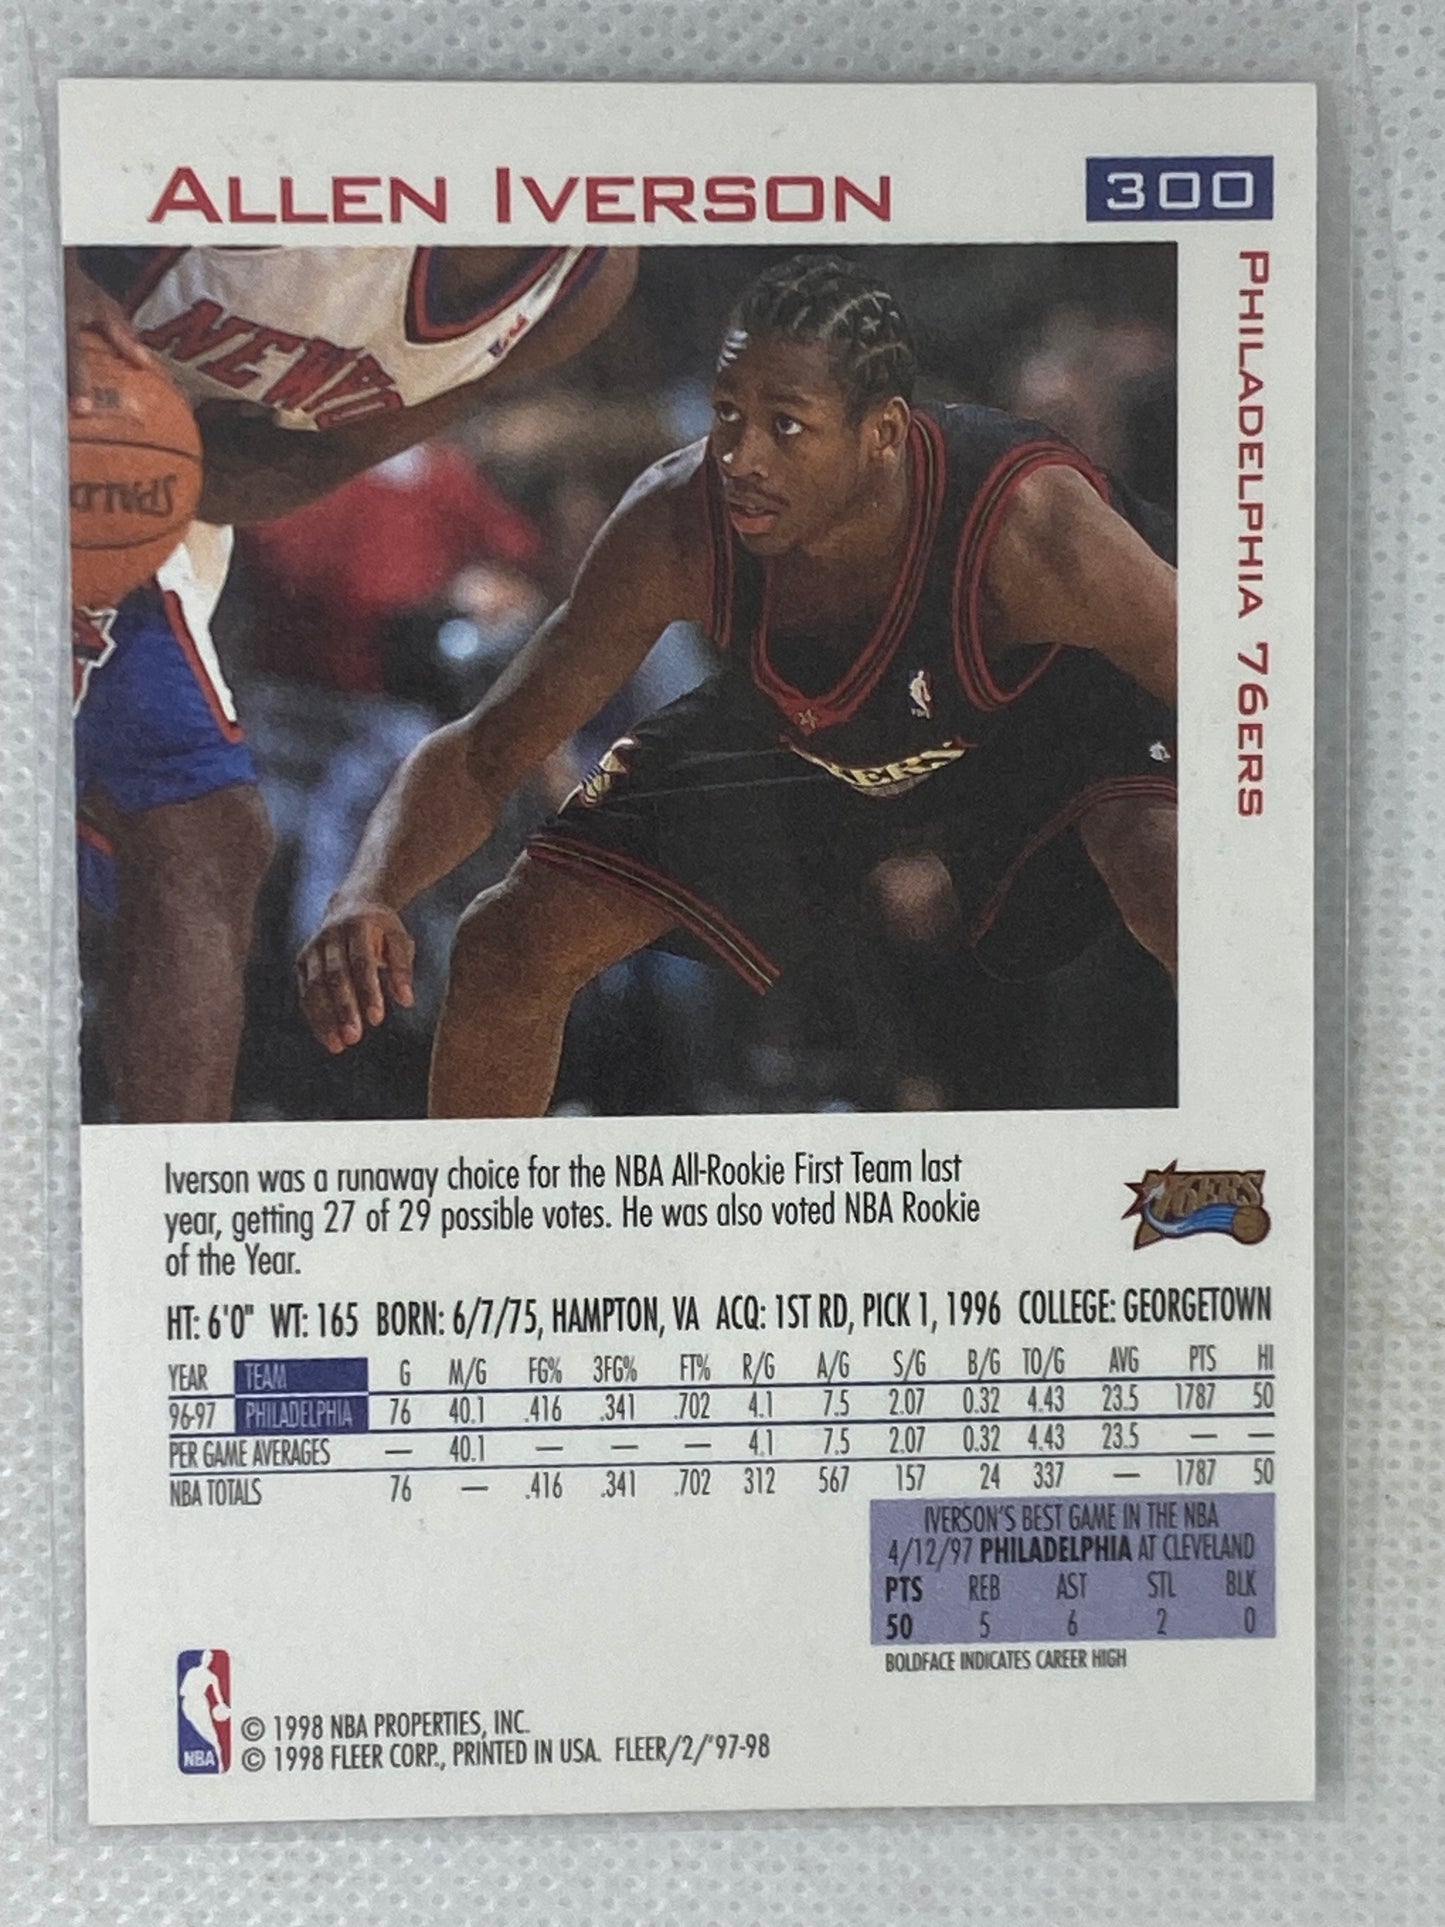 ALLEN IVERSON
300
PHILADELPHIA 76ERS
NEW
KERS
76ERS
Iverson was a runaway choice for the NBA All-Rookie First Team last
year, getting 27 of 29 possible votes. He was also voted NBA Rookie
of the Year.
HT: 6'0" WT: 165 BORN: 6/7/75, HAMPTON, VA ACQ: 1ST RD, PICK 1, 1996 COLLEGE: GEORGETOWN
YEAR TEAM G M/G FG% 3FG% FT% R/G A/G S/G B/G TO/G AVG PTS HI
96-97 PHILADELPHIA 76 40.1 .416 .341 .702 4.1 7.5 2.07 0.32 4.43 23.5 1787 50
PER GAME AVERAGES — 40.1 — — — 4.1 7.5 2.07 0.32 4.43 23.5 — —
NBA TOTALS 76 — .416 .341 .702 312 567 157 24 337 — 1787 50
IVERSON'S BEST GAME IN THE NBA
4/12/97 PHILADELPHIA AT CLEVELAND
PTS REB AST STL BLK
50 5 6 2 0
BOLDFACE INDICATES CAREER HIGH
NBA
© 1998 NBA PROPERTIES, INC.
© 1998 FLEER CORP., PRINTED IN USA. FLEER/2/'97-98